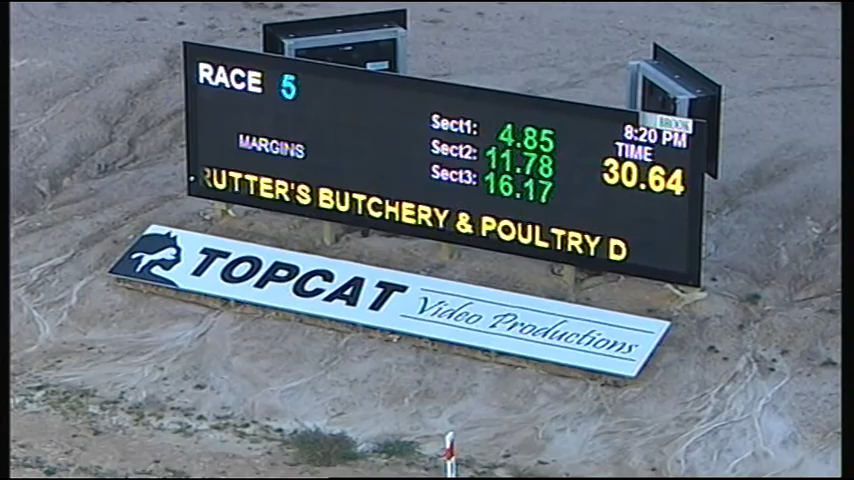 RACE 5
BROOK
8:20 PM
MARGINS
Sect1: 4.85
Sect2: 11.78
Sect3: 16.17
TIME
30.64
RUTTER'S BUTCHERY & POULTRY D
TOPCAT Video Productions